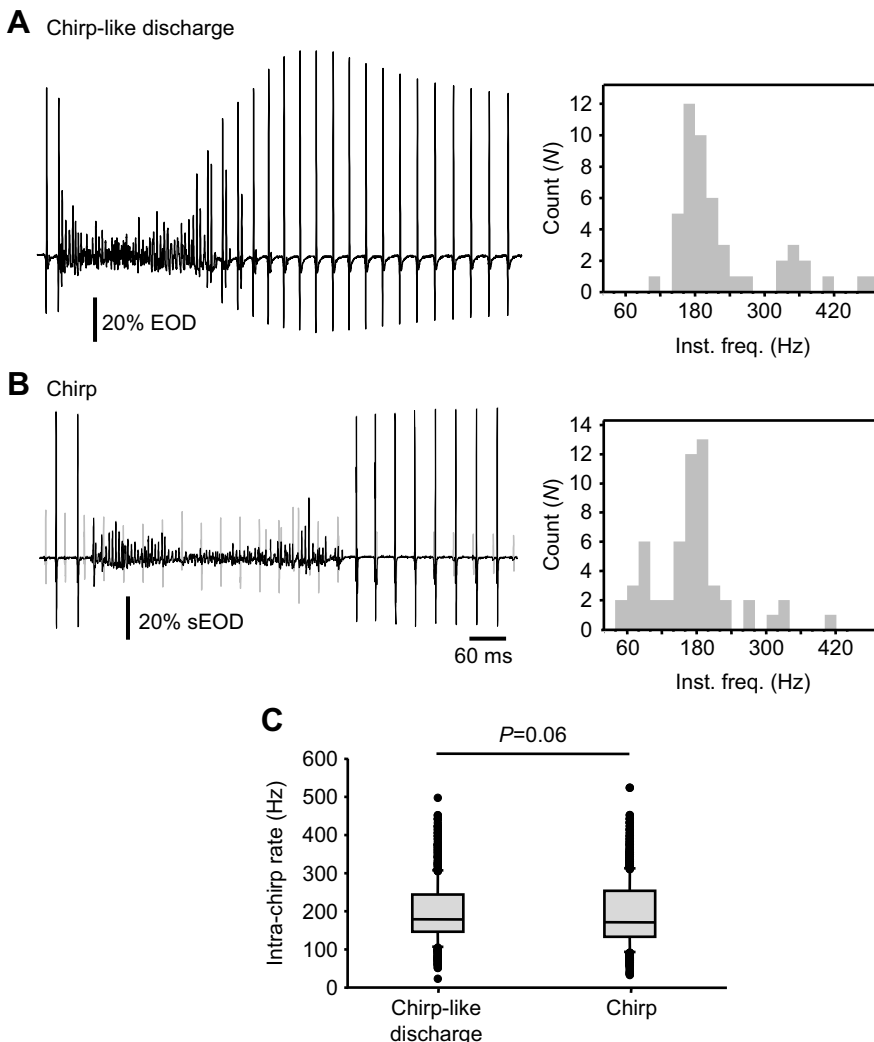 A Chirp-like discharge
20% EOD
12
10
8
6
4
2
0
Count (N)
60 180 300 420
Inst. freq. (Hz)
B Chirp
20% sEOD
60 ms
14
12
10
8
6
4
2
0
Count (N)
60 180 300 420
Inst. freq. (Hz)
C
P=0.06
600
500
400
300
200
100
0
Intra-chirp rate (Hz)
Chirp-like
discharge
Chirp